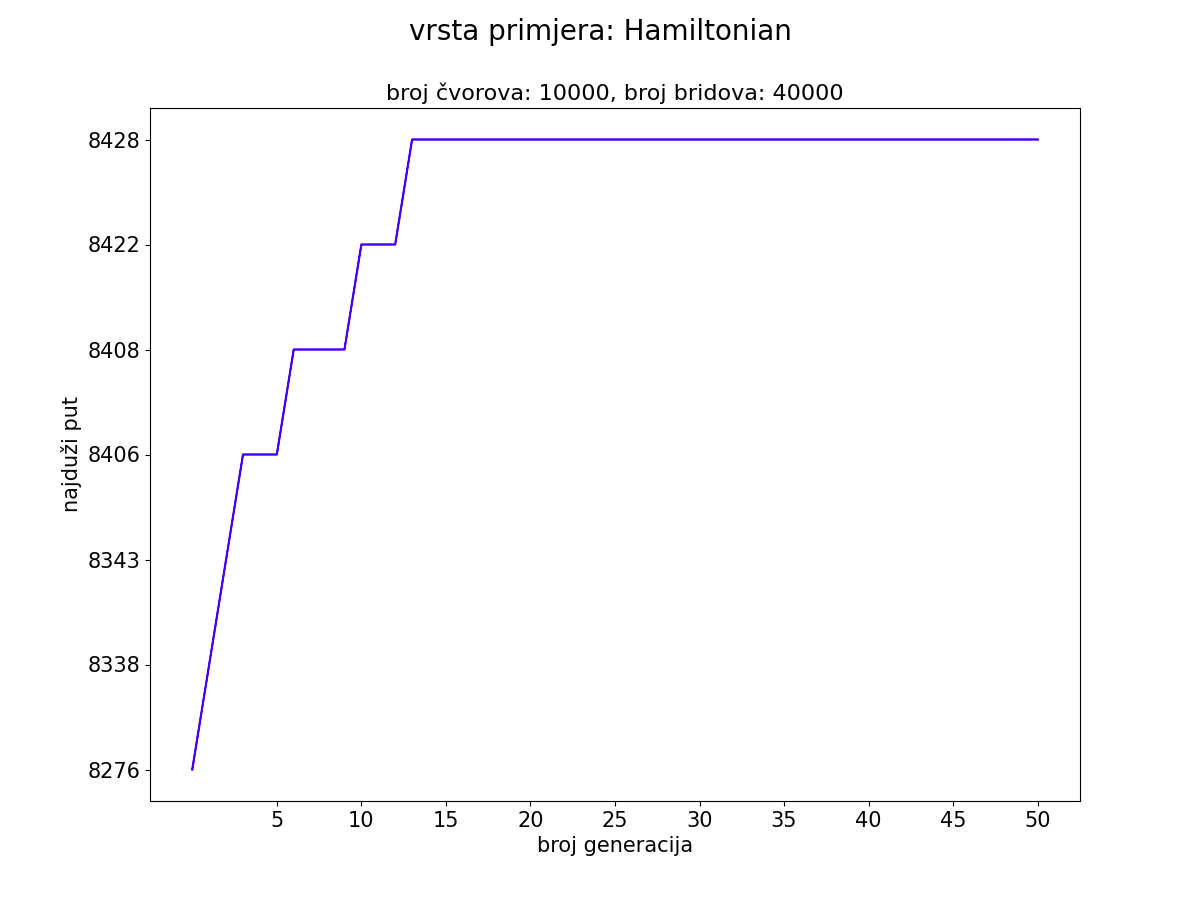 vrsta primjera: Hamiltonian
broj čvorova: 10000, broj bridova: 40000
8428
8422
8408
8406
8343
8338
8276
najduži put
5 10 15 20 25 30 35 40 45 50
broj generacija